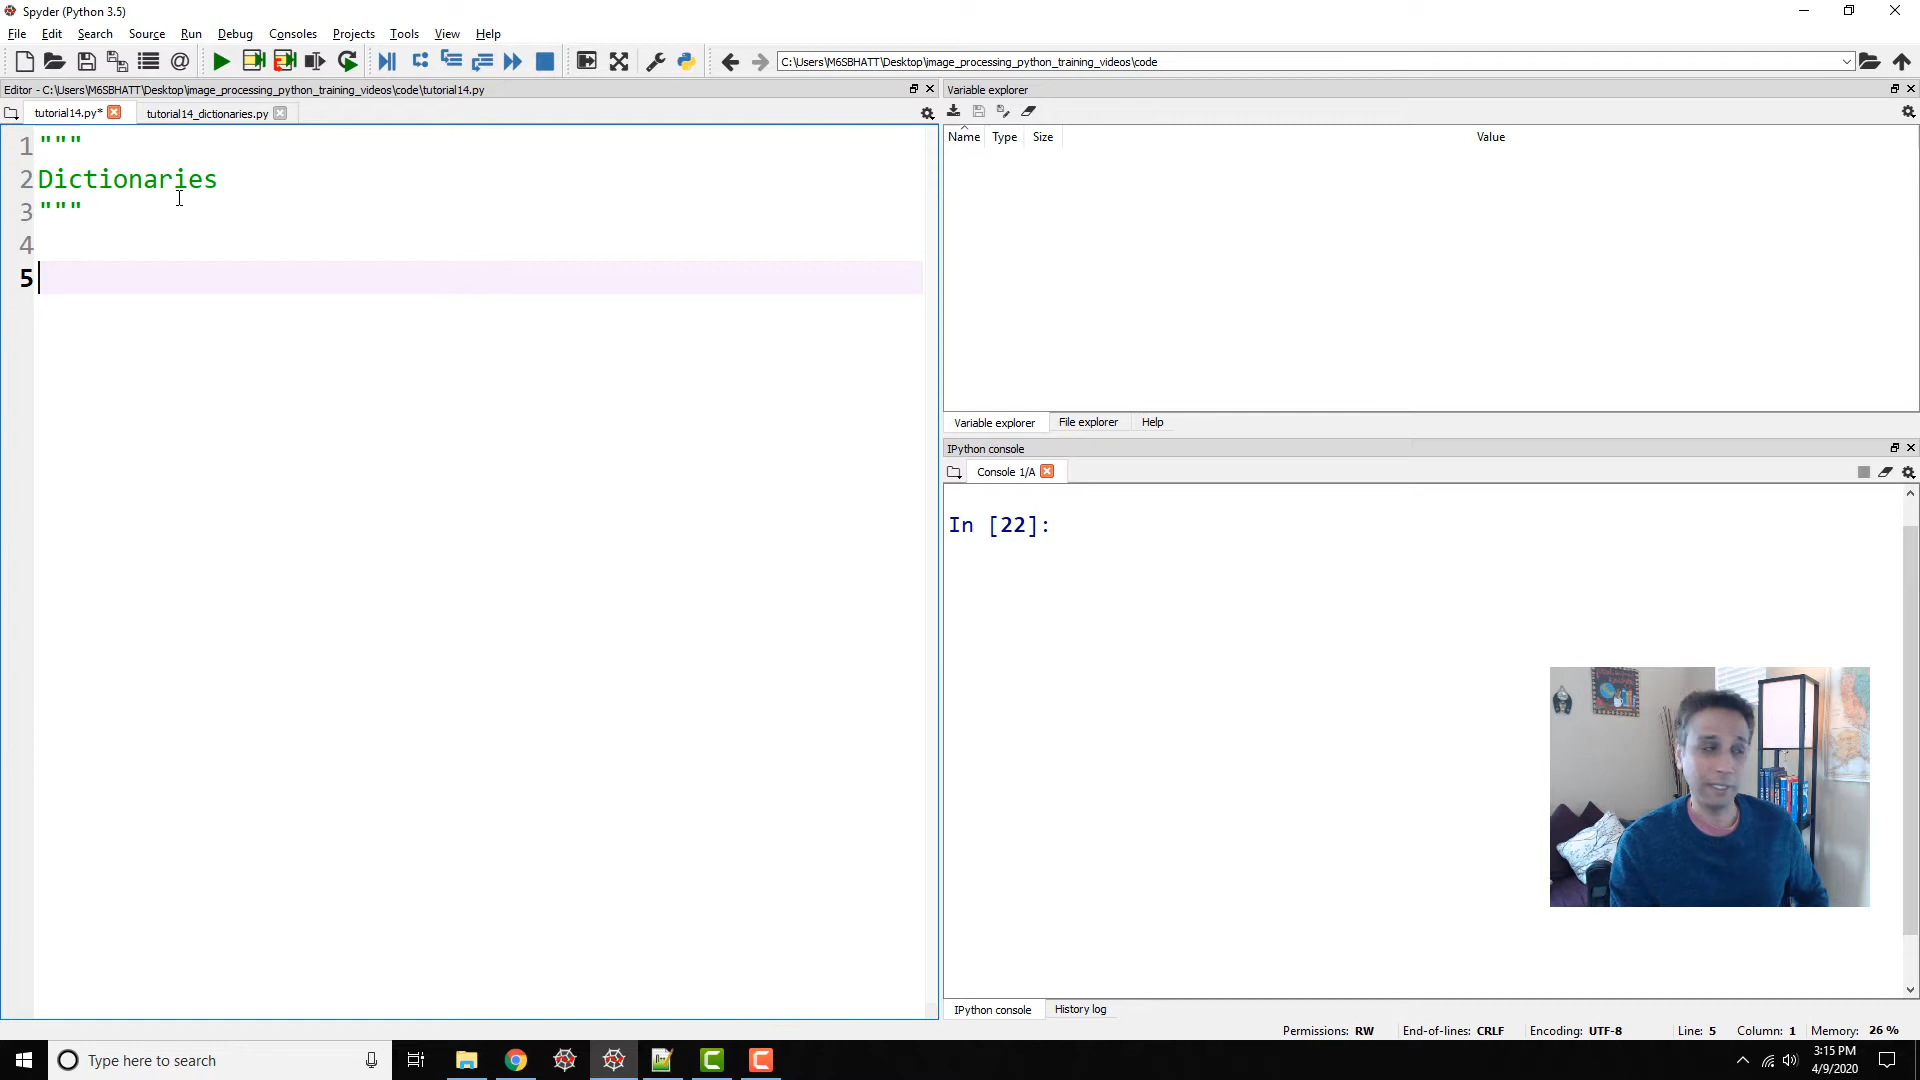 Spyder (Python 3.5)
File Edit Search Source Run Debug Consoles Projects Tools View Help
C:\Users\M6SBHATT\Desktop\image_processing_python_training_videos\code
Editor - C:\Users\M6SBHATT\Desktop\image_processing_python_training_videos\code\tutorial14.py
tutorial14.py* tutorial14_dictionaries.py
1 """
2 Dictionaries
3 """
4
5
Variable explorer
Name Type Size Value
Variable explorer File explorer Help
IPython console
Console 1/A
In [22]:
IPython console History log
Permissions: RW End-of-lines: CRLF Encoding: UTF-8 Line: 5 Column: 1 Memory: 26 %
Type here to search
3:15 PM
4/9/2020